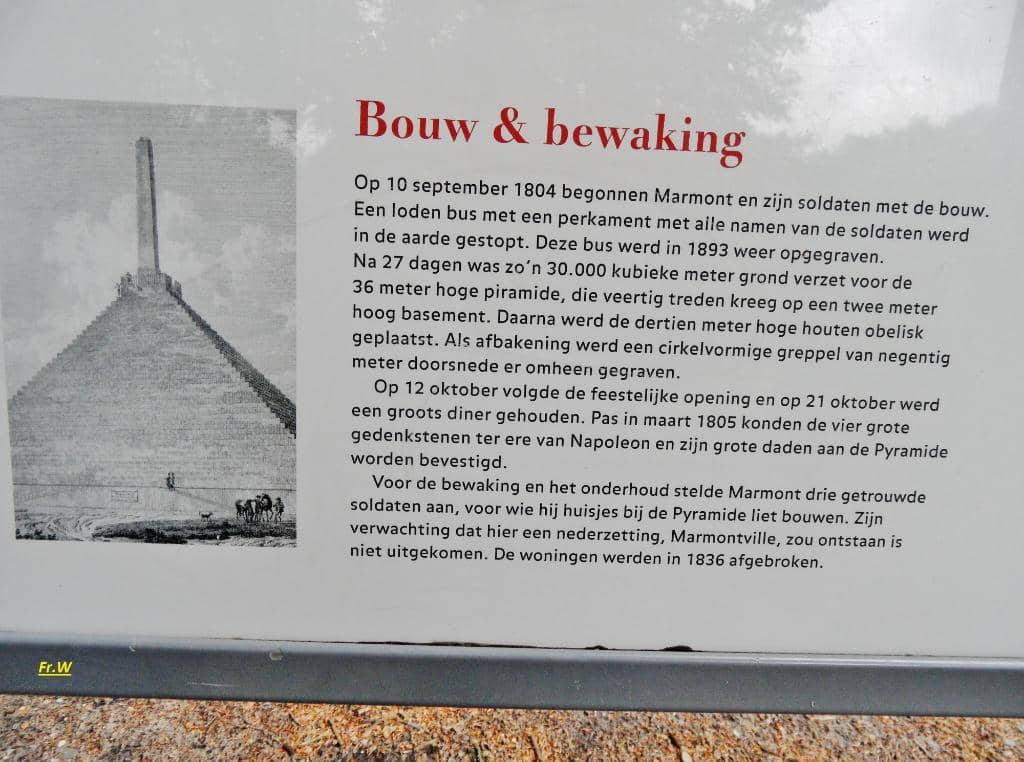 Bouw & bewaking
Op 10 september 1804 begonnen Marmont en zijn soldaten met de bouw.
Een loden bus met een perkament met alle namen van de soldaten werd
in de aarde gestopt. Deze bus werd in 1893 weer opgegraven.
Na 27 dagen was zo'n 30.000 kubieke meter grond verzet voor de
36 meter hoge piramide, die veertig treden kreeg op een twee meter
hoog basement. Daarna werd de dertien meter hoge houten obelisk
geplaatst. Als afbakening werd een cirkelvormige greppel van negentig
meter doorsnede er omheen gegraven.
Op 12 oktober volgde de feestelijke opening en op 21 oktober werd
een groots diner gehouden. Pas in maart 1805 konden de vier grote
gedenkstenen ter ere van Napoleon en zijn grote daden aan de Pyramide
worden bevestigd.
Voor de bewaking en het onderhoud stelde Marmont drie getrouwde
soldaten aan, voor wie hij huisjes bij de Pyramide liet bouwen. Zijn
verwachting dat hier een nederzetting, Marmontville, zou ontstaan is
niet uitgekomen. De woningen werden in 1836 afgebroken.
Fr.W